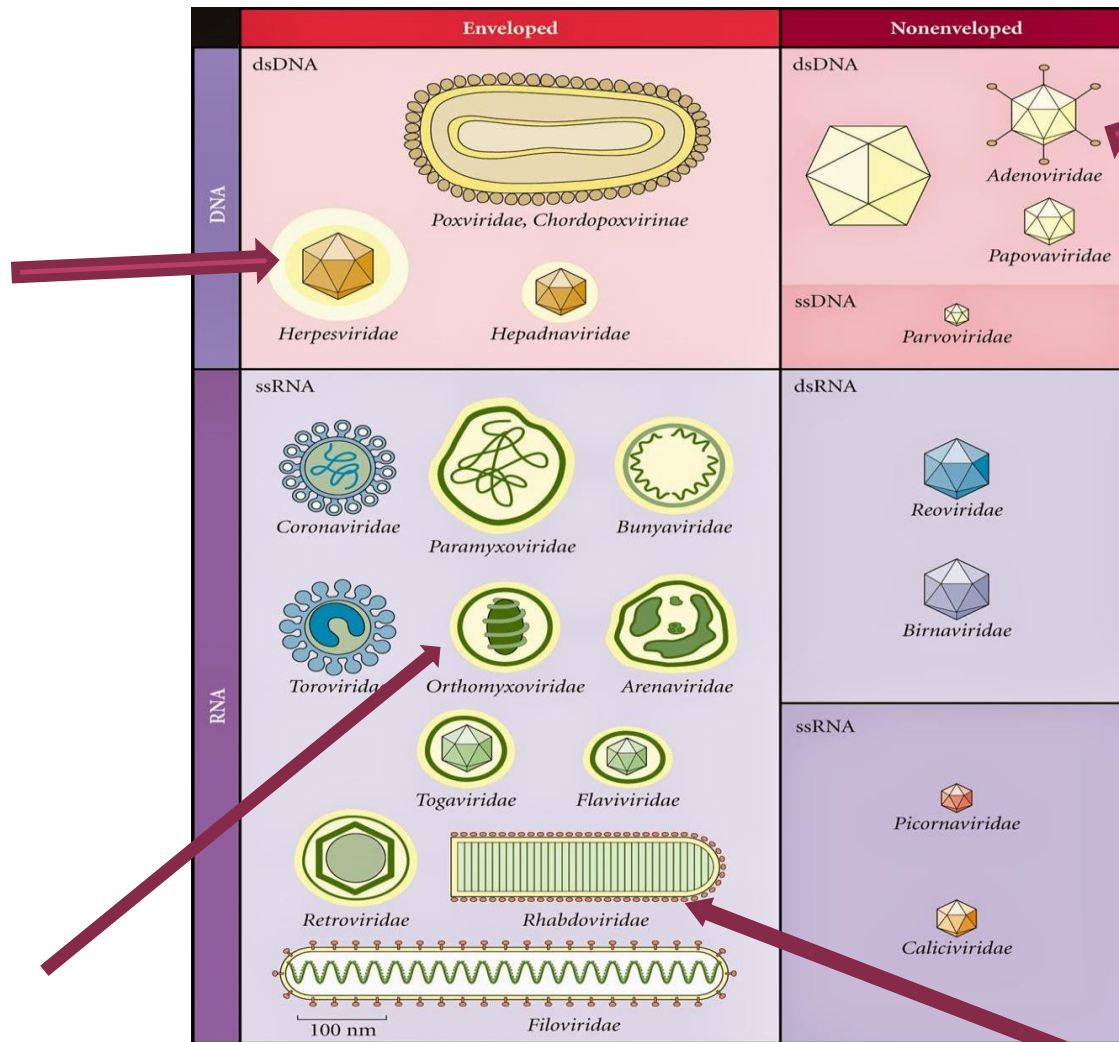 Enveloped
Nonenveloped
DNA
dsDNA
Poxviridae, Chordopoxvirinae
Herpesviridae
Hepadnaviridae
dsDNA
Adenoviridae
Papovaviridae
ssDNA
Parvoviridae
RNA
ssRNA
Coronaviridae
Paramyxoviridae
Bunyaviridae
Toroviridae
Orthomyxoviridae
Arenaviridae
Togaviridae
Flaviviridae
Retroviridae
Rhabdoviridae
100 nm
Filoviridae
dsRNA
Reoviridae
Birnaviridae
ssRNA
Picornaviridae
Caliciviridae